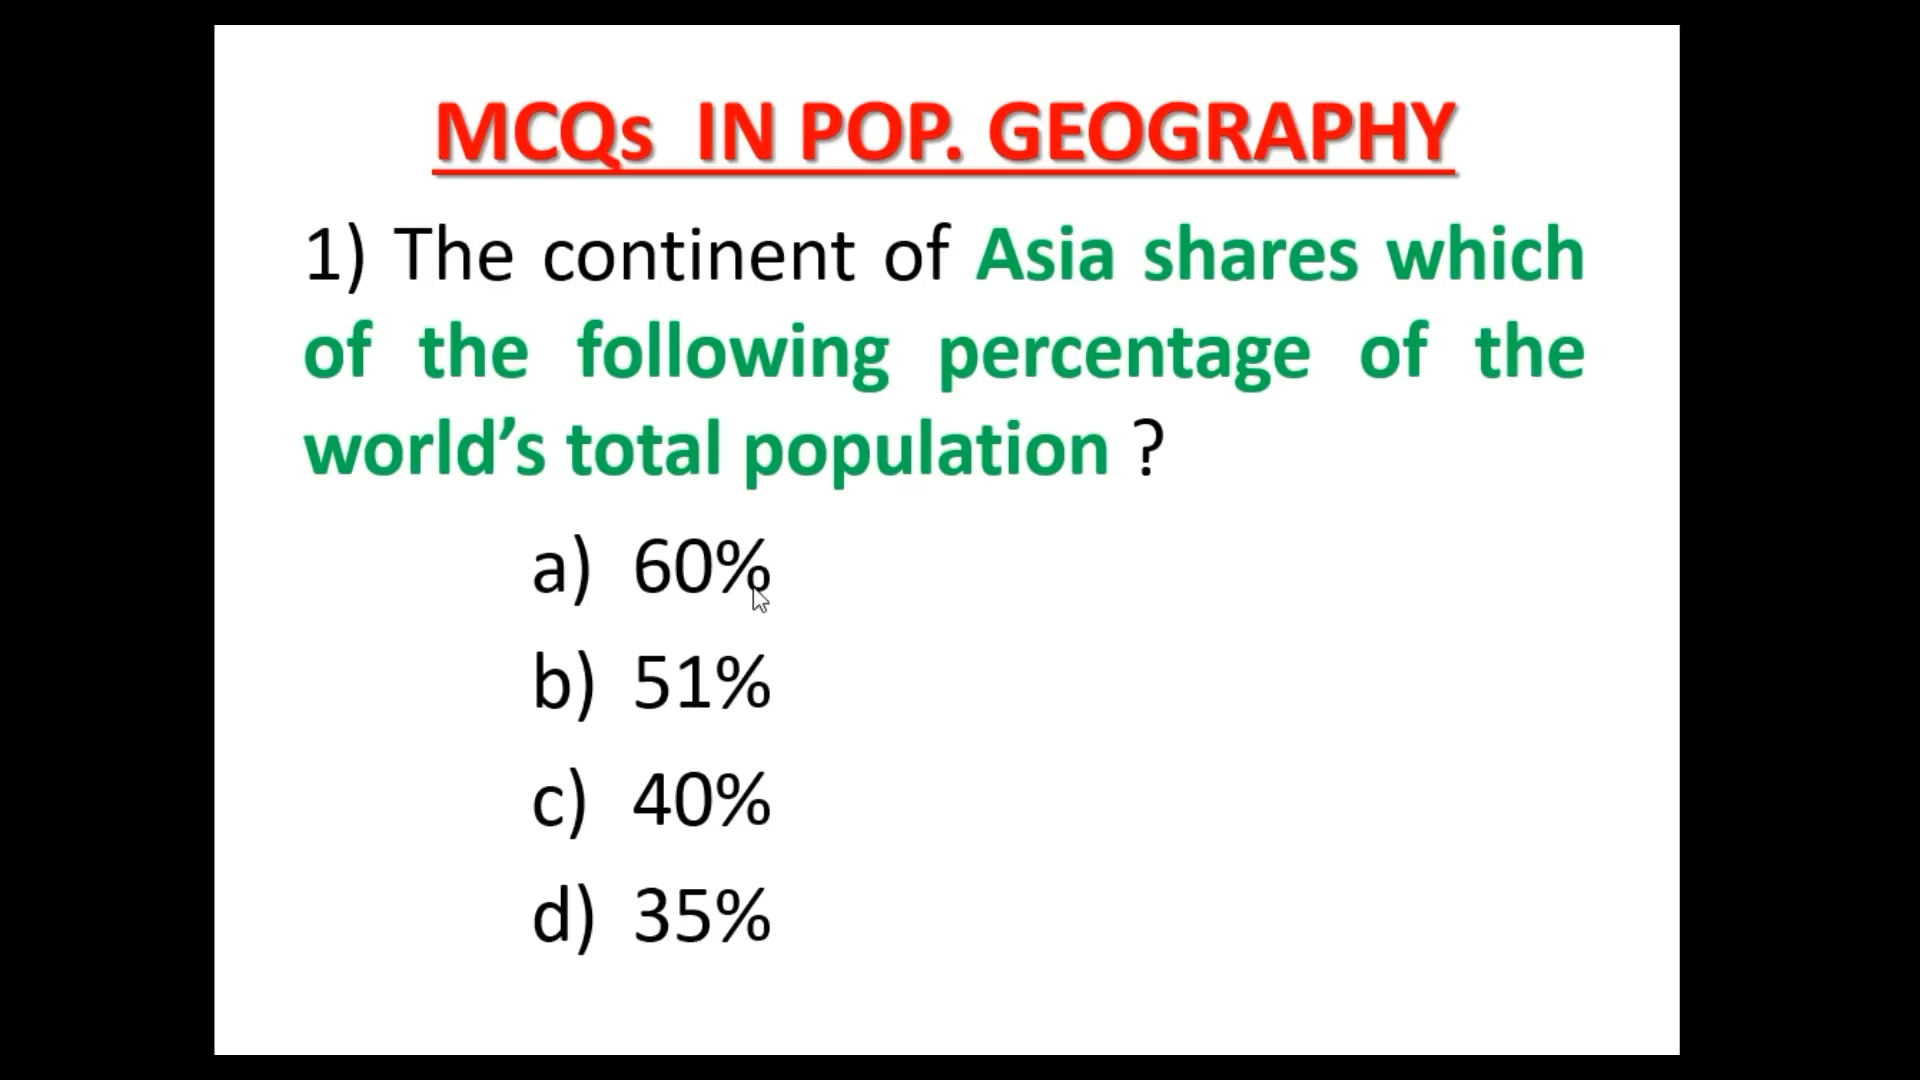 MCQs IN POP. GEOGRAPHY
1) The continent of Asia shares which
of the following percentage of the
world’s total population ?
a) 60%
b) 51%
c) 40%
d) 35%